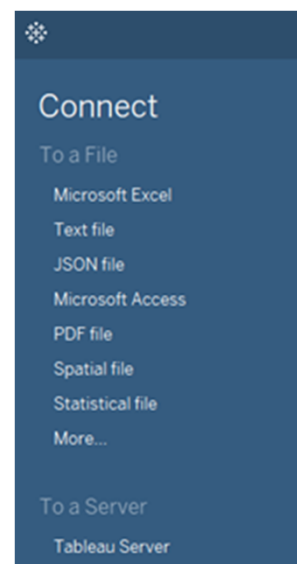 Connect
To a File
Microsoft Excel
Text file
JSON file
Microsoft Access
PDF file
Spatial file
Statistical file
More...
To a Server
Tableau Server